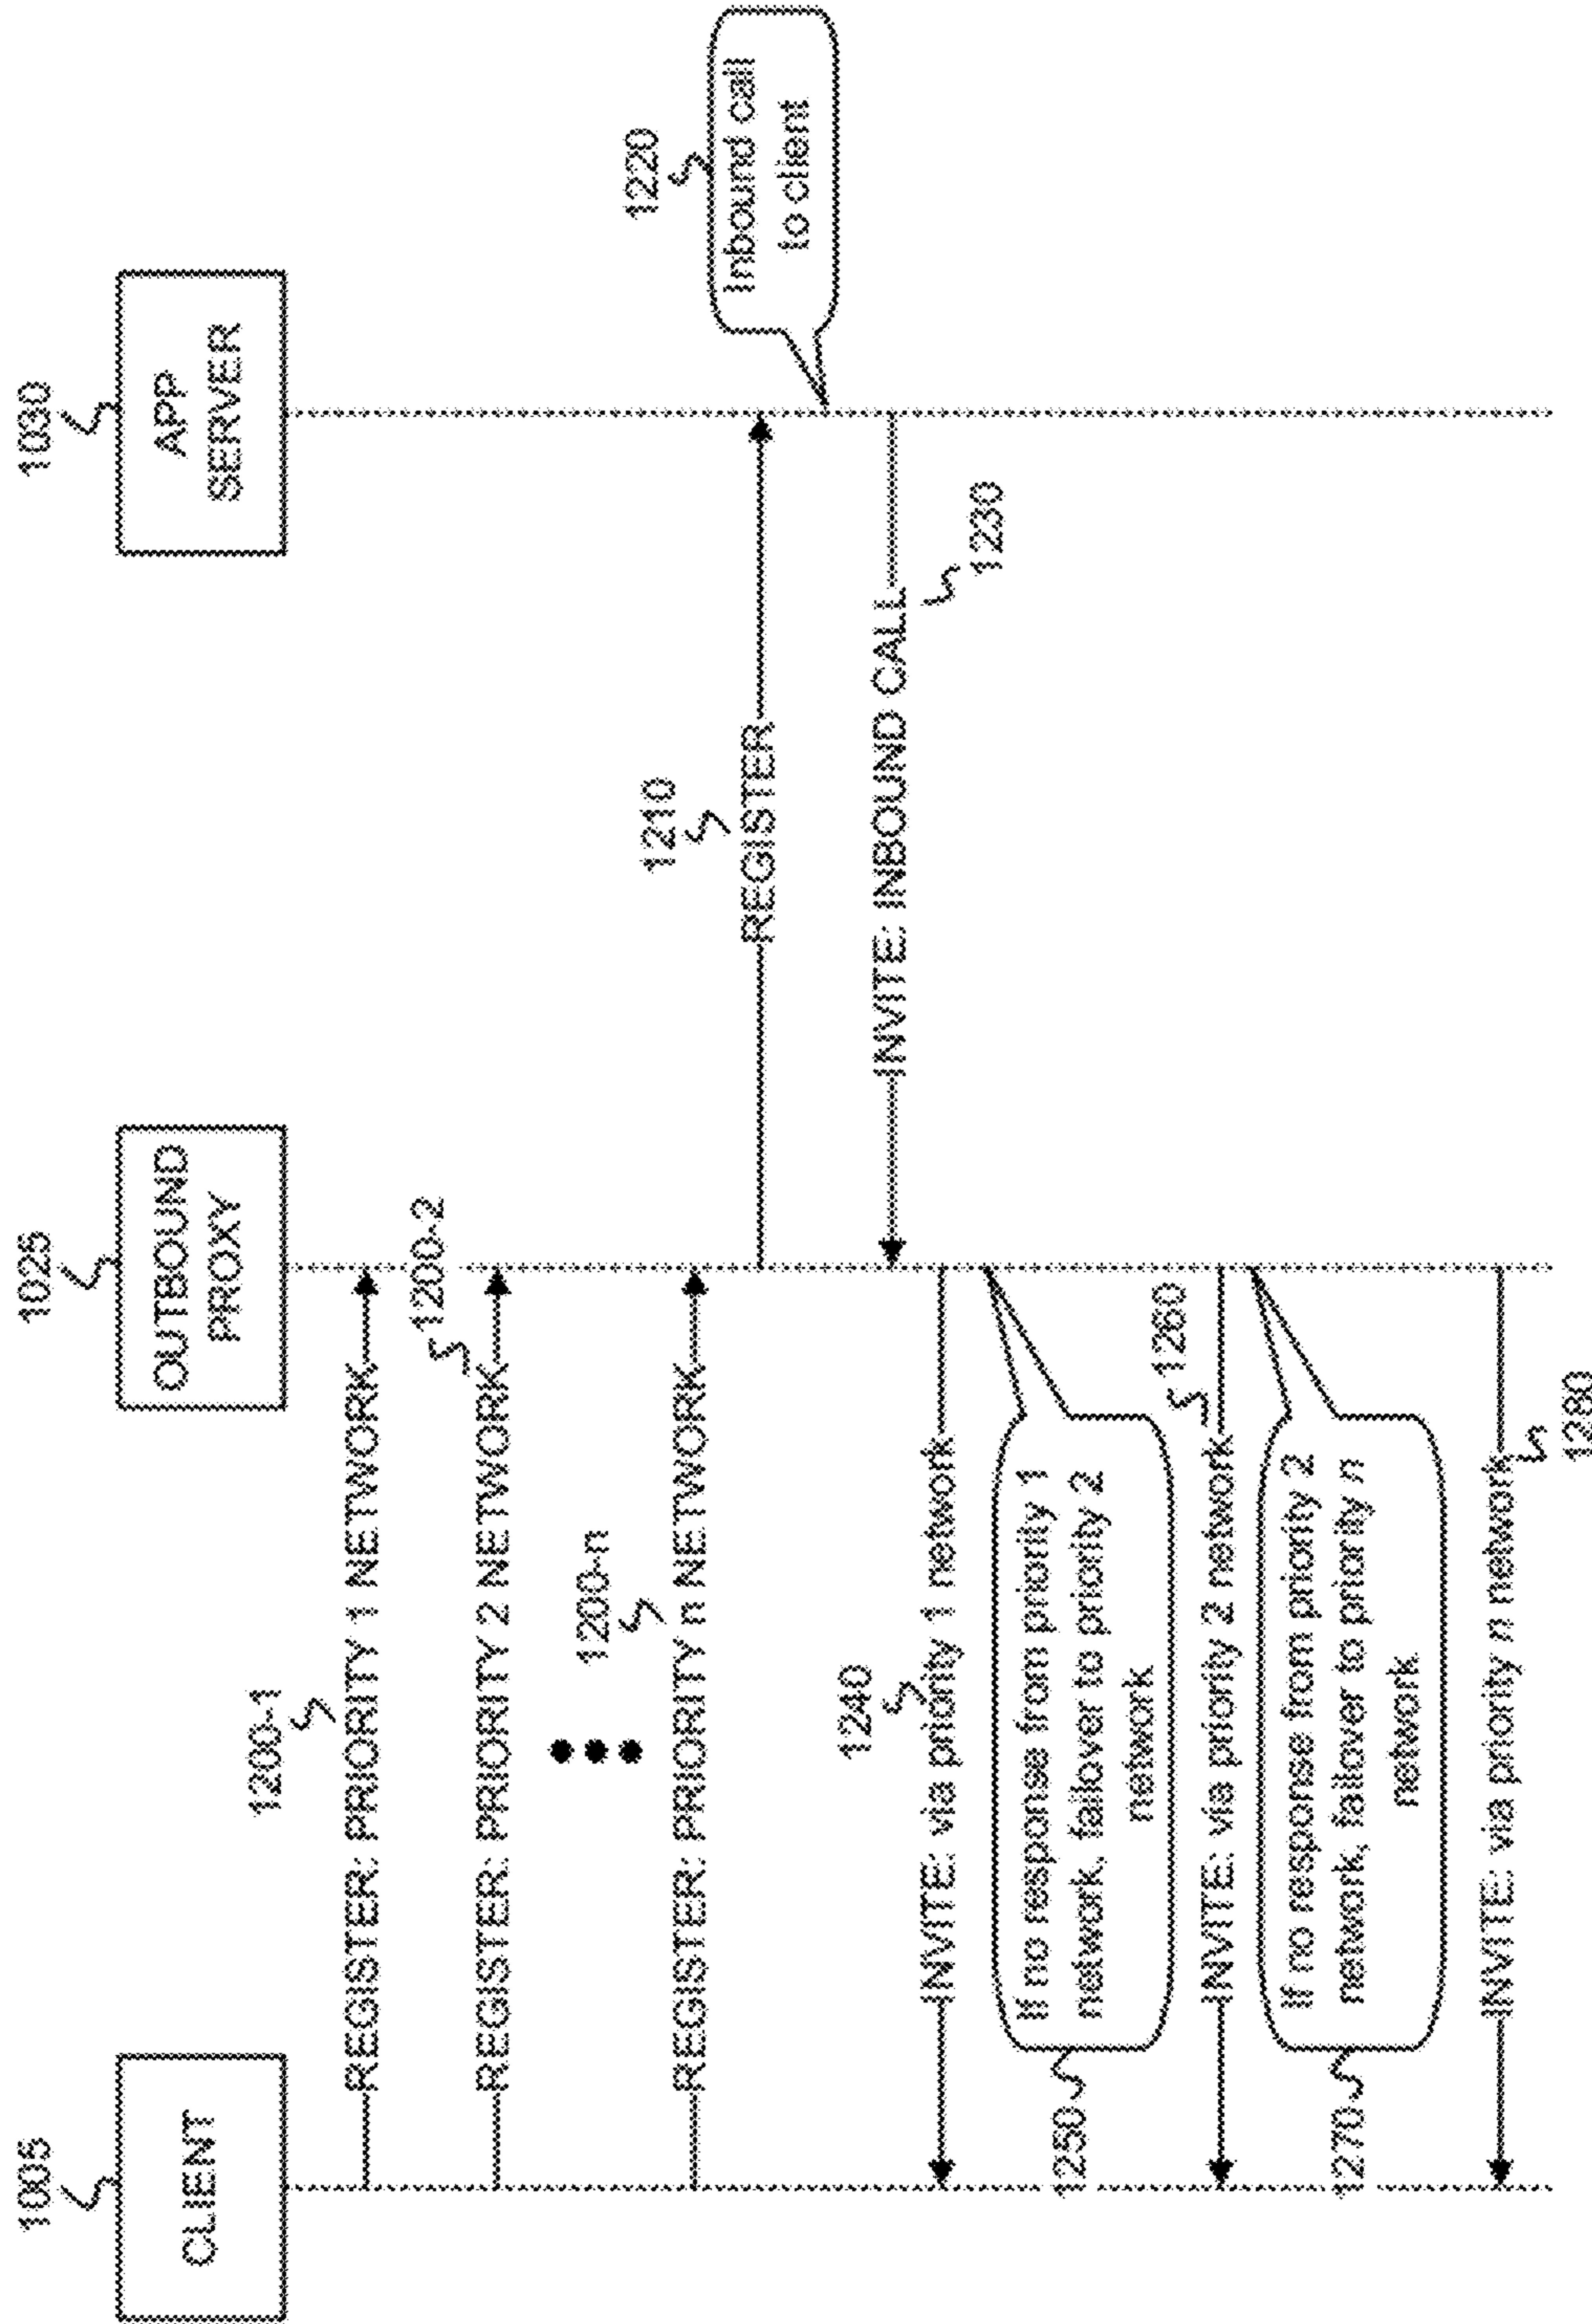 1005
CLIENT
1025
OUTBOUND
PROXY
1030
APP
SERVER
1200-1
REGISTER: PRIORITY 1 NETWORK
1200-2
REGISTER: PRIORITY 2 NETWORK
1200-n
REGISTER: PRIORITY n NETWORK
1210
REGISTER
1220
Inbound call
to client
INVITE: INBOUND CALL
1230
1240
INVITE: via priority 1 network
If no response from priority 1
network, failover to priority 2
network
1250
1260
INVITE: via priority 2 network
If no response from priority 2
network, failover to priority n
network
1270
INVITE: via priority n network
1280